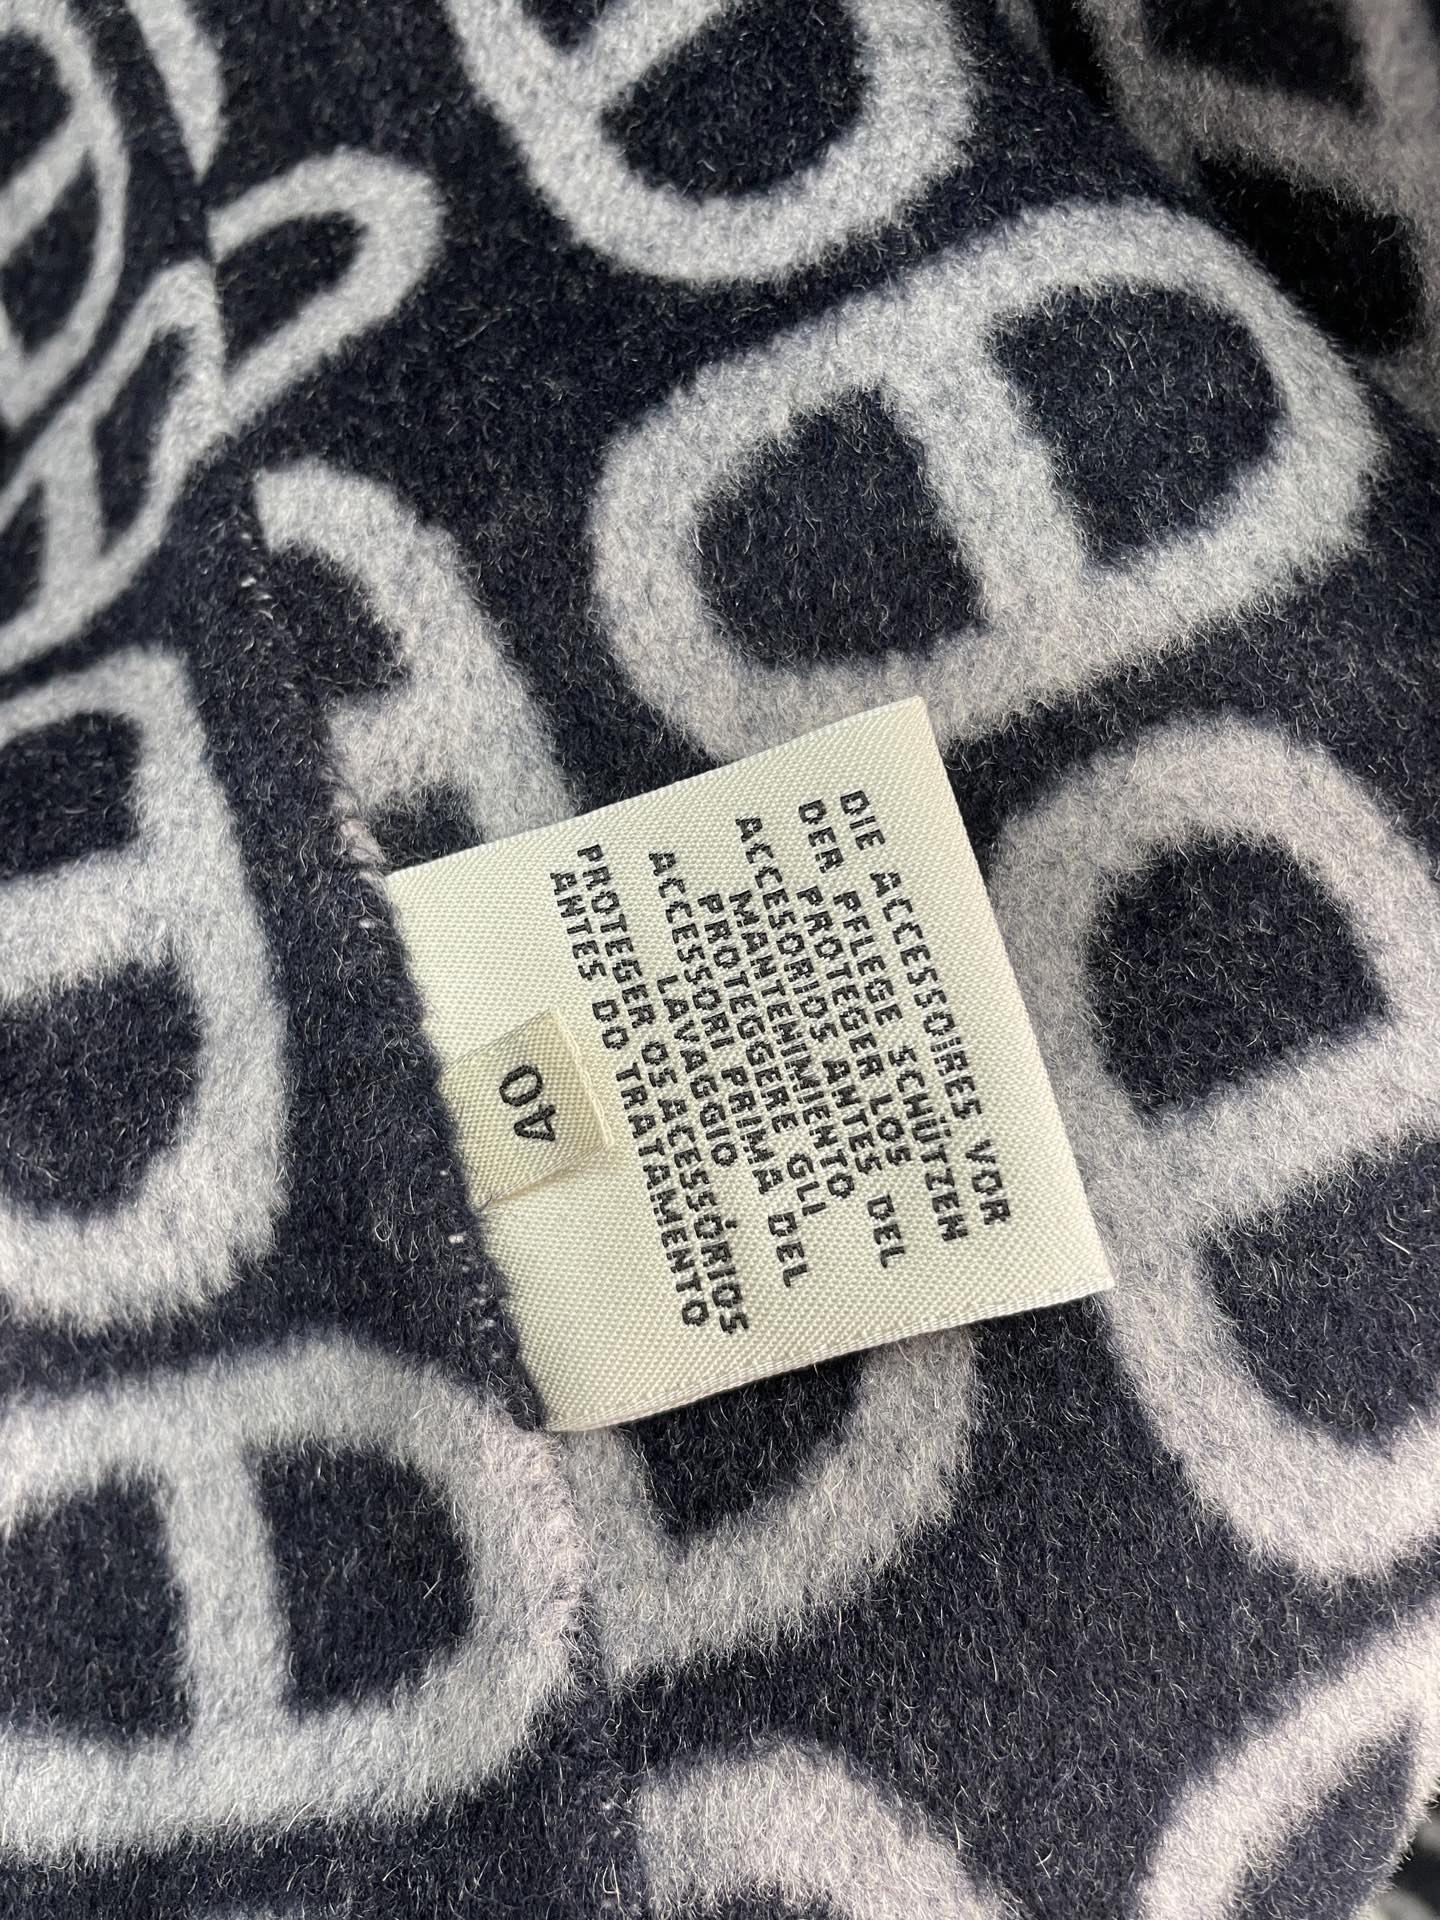 DIE ACCESSOIRES VOR
DER PFLEGE SCHÜTZEN
PROTEGER LOS
ACCESORIOS ANTES DEL
MANTENIMIENTO
PROTEGGERE GLI
ACCESSORI PRIMA DEL
LAVAGGIO
PROTEGER OS ACESSÓRIOS
ANTES DO TRATAMENTO
40